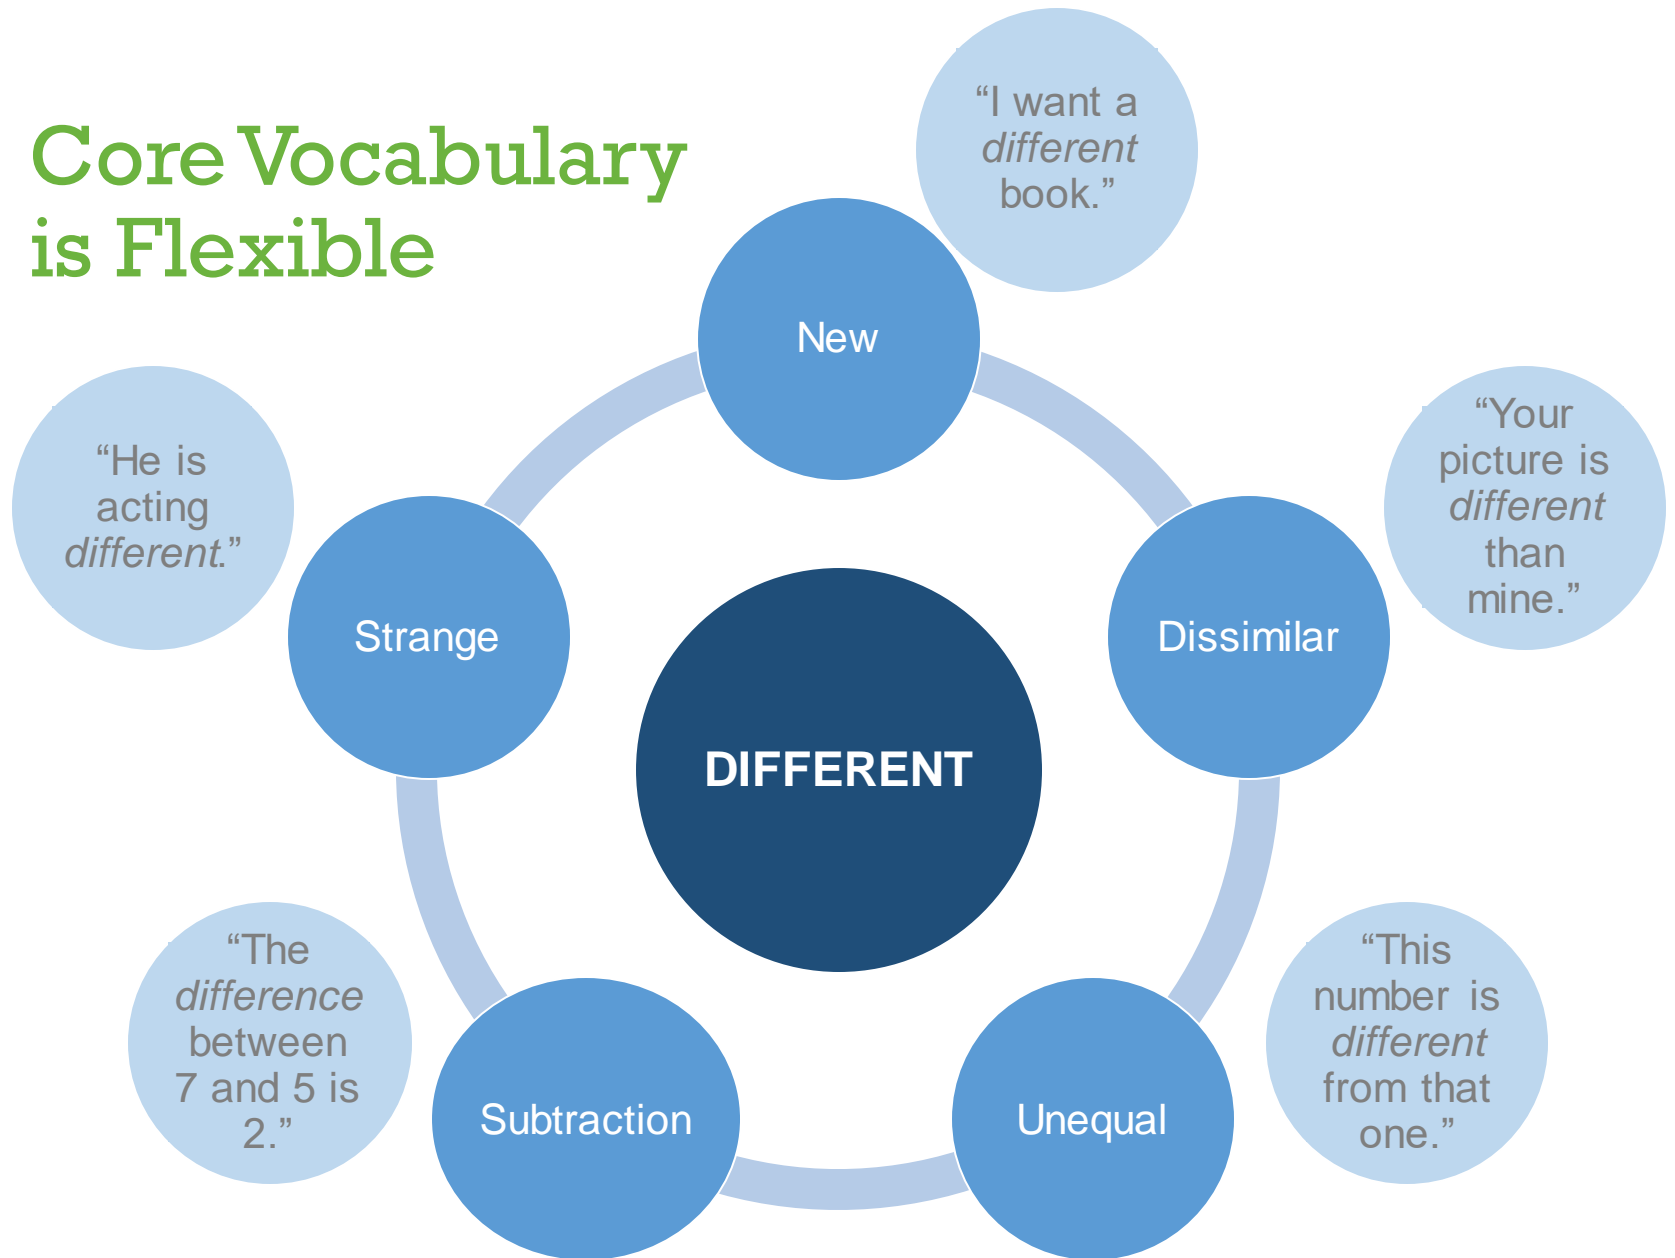 Core Vocabulary
is Flexible
“I want a
different
book.”
New
“Your
picture is
different
than
mine.”
Dissimilar
“This
number is
different
from that
one.”
Unequal
“The
difference
between
7 and 5 is
2.”
Subtraction
“He is
acting
different.”
Strange
DIFFERENT